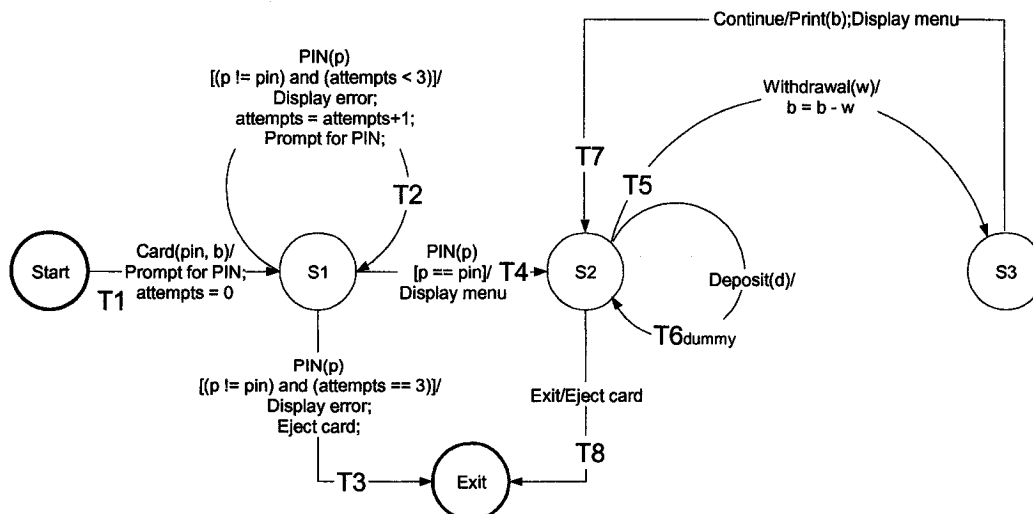 Continue/Print(b);Display menu
PIN(p)
[(p != pin) and (attempts < 3)]/
Display error;
attempts = attempts+1;
Prompt for PIN;
Withdrawal(w)/
b = b - w
T7
T5
T2
Start
Card(pin, b)/
Prompt for PIN;
attempts = 0
T1
S1
PIN(p)
[p == pin]/
Display menu
T4
S2
Deposit(d)/
S3
T6dummy
PIN(p)
[(p != pin) and (attempts == 3)]/
Display error;
Eject card;
Exit/Eject card
T8
T3
Exit